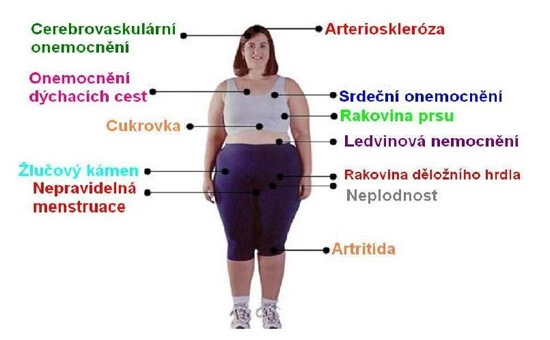 Cerebrovaskulární
onemocnění
Arterioskleróza
Onemocnění
dýchacích cest
Srdeční onemocnění
Rakovina prsu
Cukrovka
Ledvinová nemocnění
Žlučový kámen
Rakovina děložního hrdla
Nepravidelná
menstruace
Neplodnost
Artritida